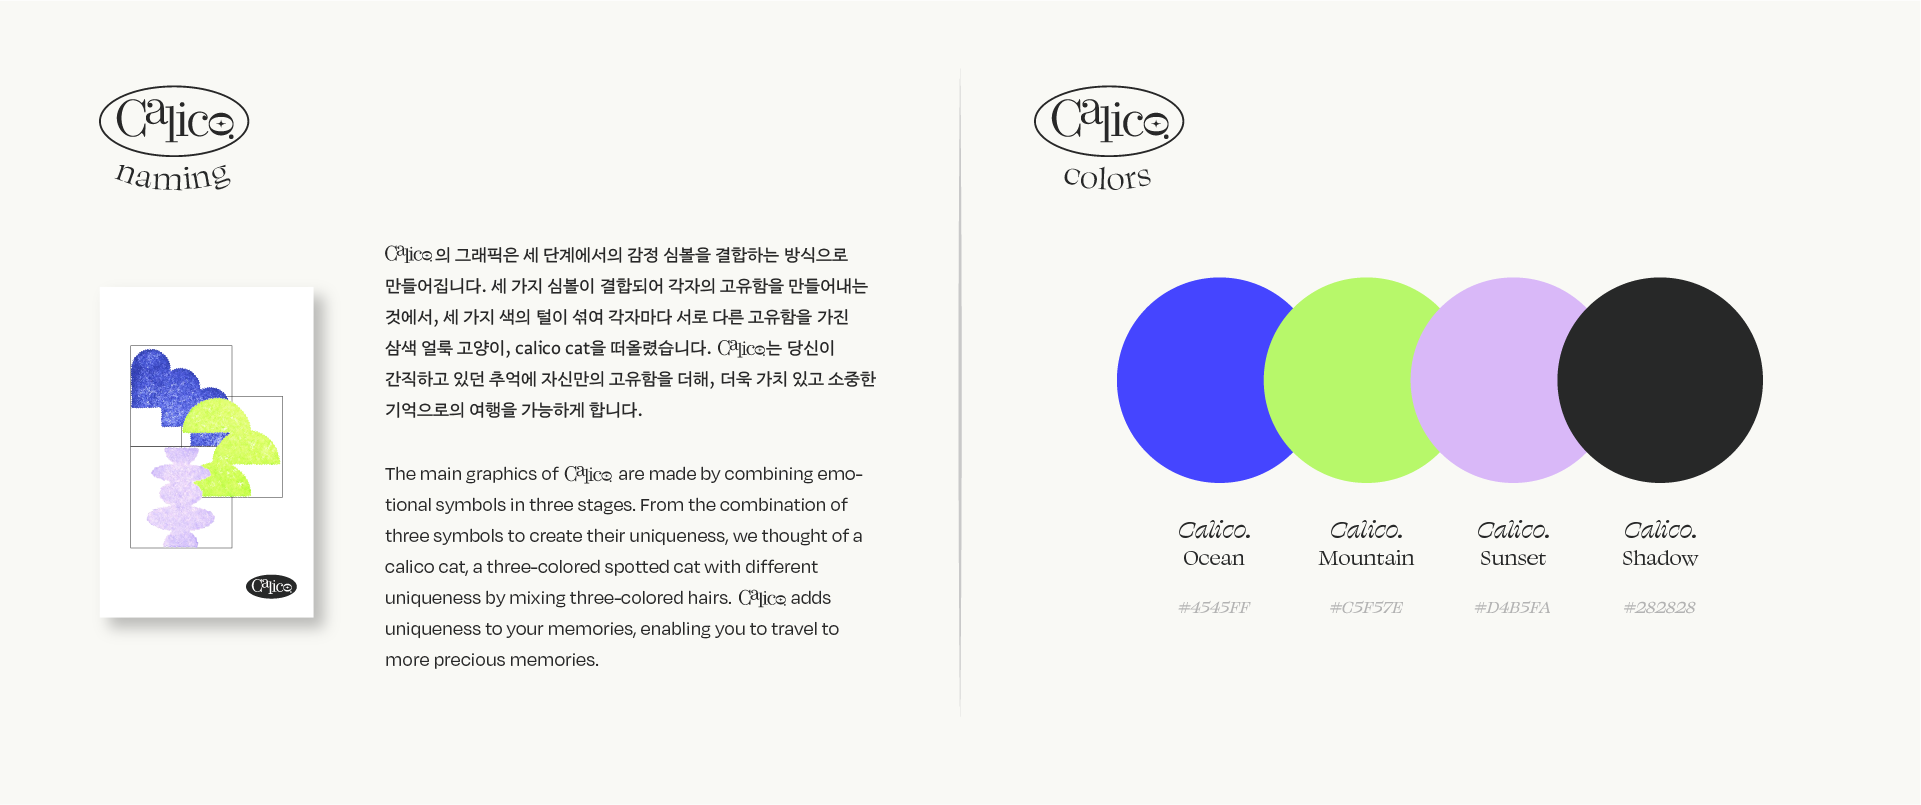 Calico.
naming
Calico.의 그래픽은 세 단계에서의 감정 심볼을 결합하는 방식으로
만들어집니다. 세 가지 심볼이 결합되어 각자의 고유함을 만들어내는
것에서, 세 가지 색의 털이 섞여 각자마다 서로 다른 고유함을 가진
삼색 얼룩 고양이, calico cat을 떠올렸습니다. Calico.는 당신이
간직하고 있던 추억에 자신만의 고유함을 더해, 더욱 가치 있고 소중한
기억으로의 여행을 가능하게 합니다.
The main graphics of Calico. are made by combining emo-
tional symbols in three stages. From the combination of
three symbols to create their uniqueness, we thought of a
calico cat, a three-colored spotted cat with different
uniqueness by mixing three-colored hairs. Calico. adds
uniqueness to your memories, enabling you to travel to
more precious memories.
Calico.
Calico.
colors
Calico.
Ocean
#4545FF
Calico.
Mountain
#C5F57E
Calico.
Sunset
#D4B5FA
Calico.
Shadow
#282828